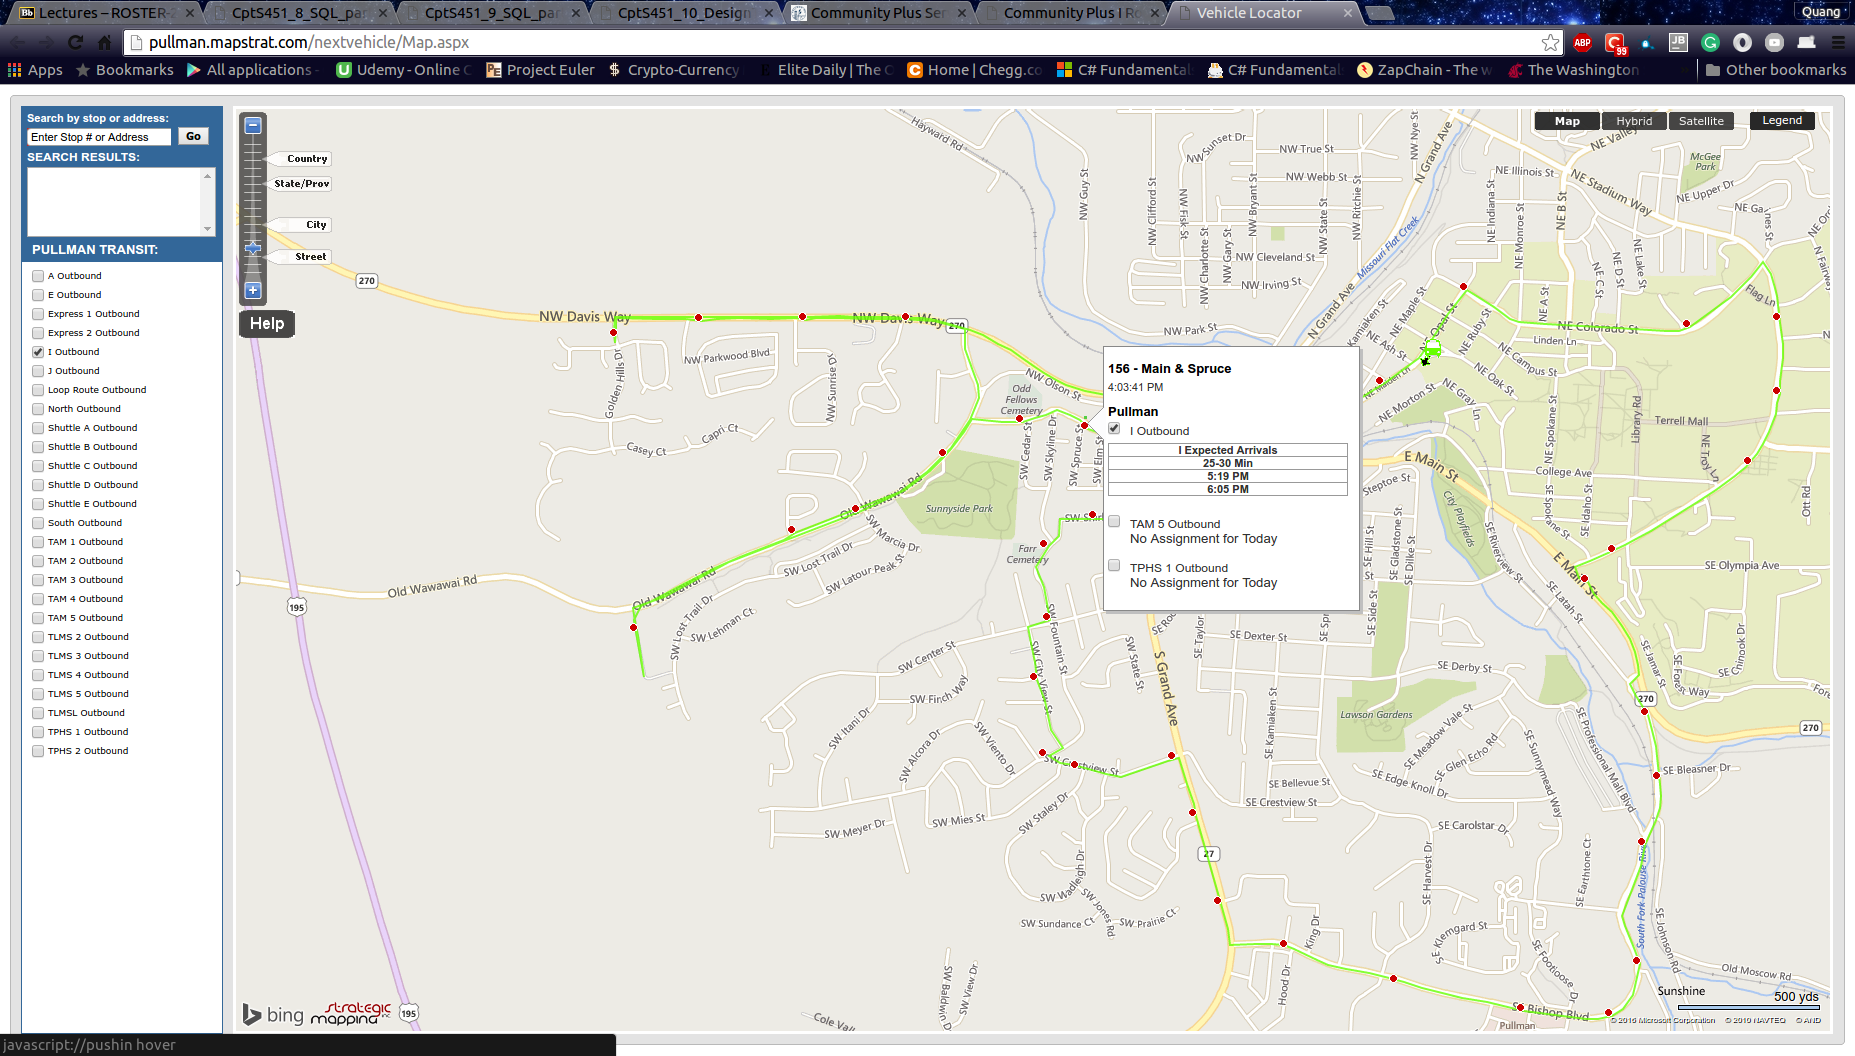 Lectures – ROSTER-2
CptS451_8_SQL_par
CptS451_9_SQL_par
CptS451_10_Design
Community Plus Ser
Community Plus I Ro
Vehicle Locator
Quang
pullman.mapstrat.com/nextvehicle/Map.aspx
Apps
Bookmarks
All applications
Udemy - Online C
Project Euler
Crypto-Currency
Elite Daily | The C
Home | Chegg.co
C# Fundamental
C# Fundamental
ZapChain - The w
The Washington
Other bookmarks
Search by stop or address:
Enter Stop # or Address
Go
SEARCH RESULTS:
PULLMAN TRANSIT:
A Outbound
E Outbound
Express 1 Outbound
Express 2 Outbound
I Outbound
J Outbound
Loop Route Outbound
North Outbound
Shuttle A Outbound
Shuttle B Outbound
Shuttle C Outbound
Shuttle D Outbound
Shuttle E Outbound
South Outbound
TAM 1 Outbound
TAM 2 Outbound
TAM 3 Outbound
TAM 4 Outbound
TAM 5 Outbound
TLMS 2 Outbound
TLMS 3 Outbound
TLMS 4 Outbound
TLMS 5 Outbound
TLMSL Outbound
TPHS 1 Outbound
TPHS 2 Outbound
Country
State/Prov
City
Street
Help
Map
Hybrid
Satellite
Legend
156 - Main & Spruce
4:03:41 PM
Pullman
I Outbound
I Expected Arrivals
25-30 Min
5:19 PM
6:05 PM
TAM 5 Outbound
No Assignment for Today
TPHS 1 Outbound
No Assignment for Today
Hayward Rd
NW Guy St
NW Sunset Dr
NW True St
NW Webb St
NW Clifford St
NW Fisk St
NW Charlotte St
NW Gary St
NW Bryant St
NW State St
NW Ritchie St
NW Nye St
N Grand Ave
NW Cleveland St
NW Irving St
NW Park St
N Grand Ave
Missouri Flat Creek
NE Illinois St
NE Indiana St
NE Monroe St
NE B St
NE Stadium Way
NE Valley
McGee
Park
NE Upper Dr
NE C St
NE D St
NE Lake St
NE A St
Flag Ln
NE Colorado St
Linden Ln
NE Campus St
NE Oak St
NE Ruby St
NE Maple St
NE Ash St
NE Maiden Ln
NE Morton St
NE Gray Ln
NE Spokane St
Library Rd
Terrell Mall
NE Troy Ln
College Ave
Ott Rd
270
NW Davis Way
NW Davis Way
270
NW Parkwood Blvd
Golden Hills Dr
NW Sunrise Dr
NW Olson St
Odd
Fellows
Cemetery
Capri Ct
Casey Ct
SW Cedar St
SW Skyline Dr
SW Spruce St
SW Elm St
Old Wawawai Rd
Sunnyside Park
SW Marcia Dr
SW Lost Trail Dr
SW Latour Peak St
Farr
Cemetery
Old Wawawai Rd
Old Wawawai Rd
195
SW Lost Trail Dr
SW Lehman Ct
SW Fountain St
SW City View St
SW Center St
SW Finch Way
SW Itani Dr
SW Alcora Dr
SW Viento Dr
SW Crestview St
SW State St
S Grand Ave
SW Staley Dr
SW Mies St
SW Meyer Dr
SW Wadleigh Dr
SW Jones Rd
SW Prairie Ct
SW Sundance Ct
SW Baldwin D
SW View Dr
27
E Main St
Steptoe St
City Playfields
SE Riverview St
SE Spokane St
SE Idaho St
E Main St
SE Olympia Ave
SE Latah St
SE Hill St
SE Gladstone St
SE Dilke St
SE Side St
SE Taylor
SE Dexter St
SE Derby St
Lawson Gardens
SE Kamiaken St
SE Meadow Vale St
SE Glen Echo Rd
SE Edge Knoll Dr
SE Bellevue St
SE Crestview St
SE Carolstar Dr
SE Harvest Dr
SE Sunnymead Way
SE Professional Mall Blvd
SE Jamar St
SE Chinook Dr
270
270
SE Bleasner Dr
SE Earthtone Ct
South Fork Palouse Riv
SE Klemgard St
SE Footloose Dr
SE Johnson Rd
Old Moscow Rd
Sunshine
King Dr
Hood Dr
SE Bishop Blvd
Pullman
500 yds
© 2016 Microsoft Corporation © 2010 NAVTEQ © AND
bing
strategic
mapping
195
javascript://pushin hover